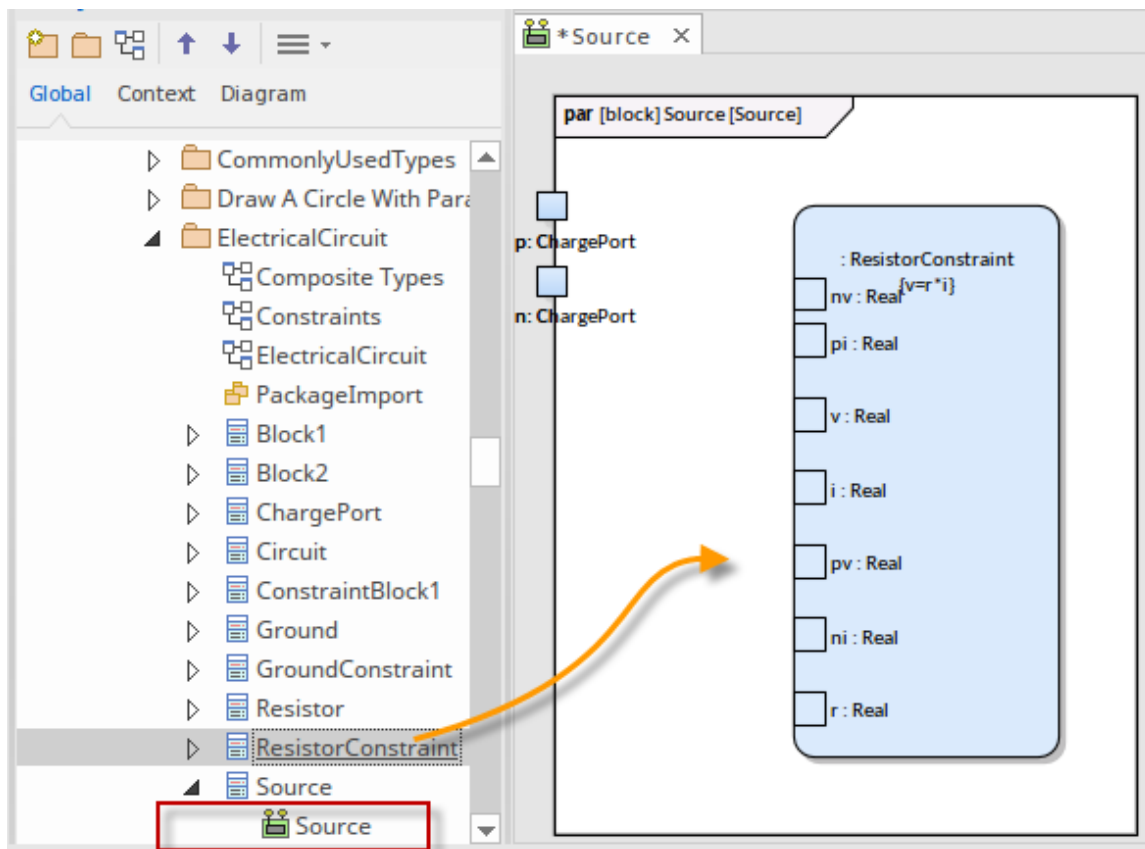 Global Context Diagram
CommonlyUsedTypes
Draw A Circle With Para
ElectricalCircuit
Composite Types
Constraints
ElectricalCircuit
PackageImport
Block1
Block2
ChargePort
Circuit
ConstraintBlock1
Ground
GroundConstraint
Resistor
ResistorConstraint
Source
Source
*Source
par [block] Source [Source]
p: ChargePort
n: ChargePort
: ResistorConstraint
{v=r*i}
nv : Real
pi : Real
v : Real
i : Real
pv : Real
ni : Real
r : Real